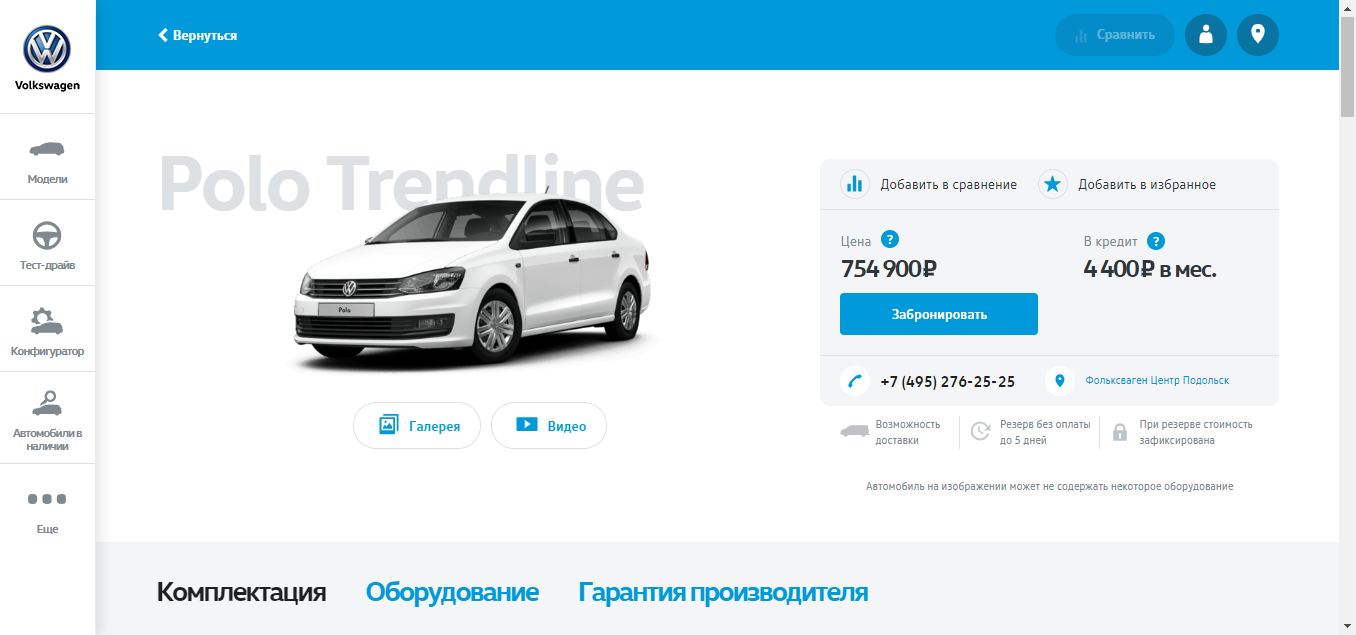 Volkswagen
Модели
Тест-драйв
Конфигуратор
Автомобили в
наличии
Еще
Вернуться
Сравнить
Polo Trendline
Polo
Галерея
Видео
Добавить в сравнение
Добавить в избранное
Цена ?
В кредит ?
754 900 ₽
4 400 ₽ в мес.
Забронировать
+7 (495) 276-25-25
Фольксваген Центр Подольск
Возможность
доставки
Резерв без оплаты
до 5 дней
При резерве стоимость
зафиксирована
Автомобиль на изображении может не содержать некоторое оборудование
Комплектация
Оборудование
Гарантия производителя